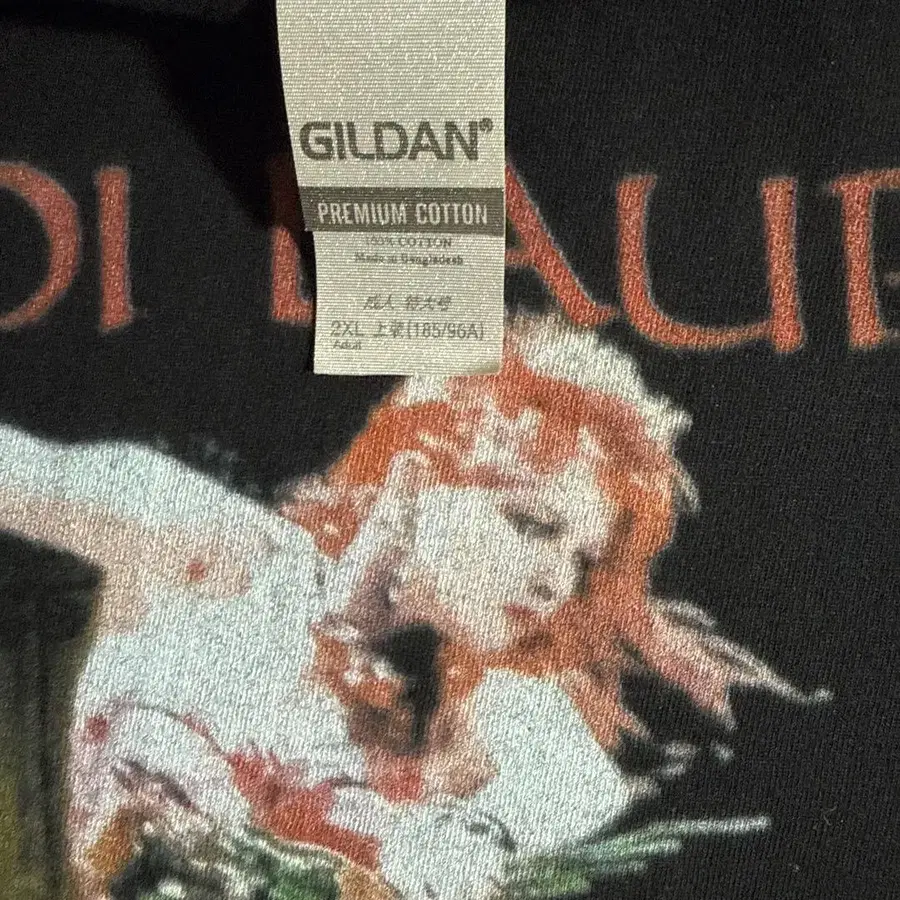 GILDAN®
PREMIUM COTTON
100% COTTON
Made in Bangladesh
成人 特大号
2XL 上装(185/96A)
Adult
DI LAUE